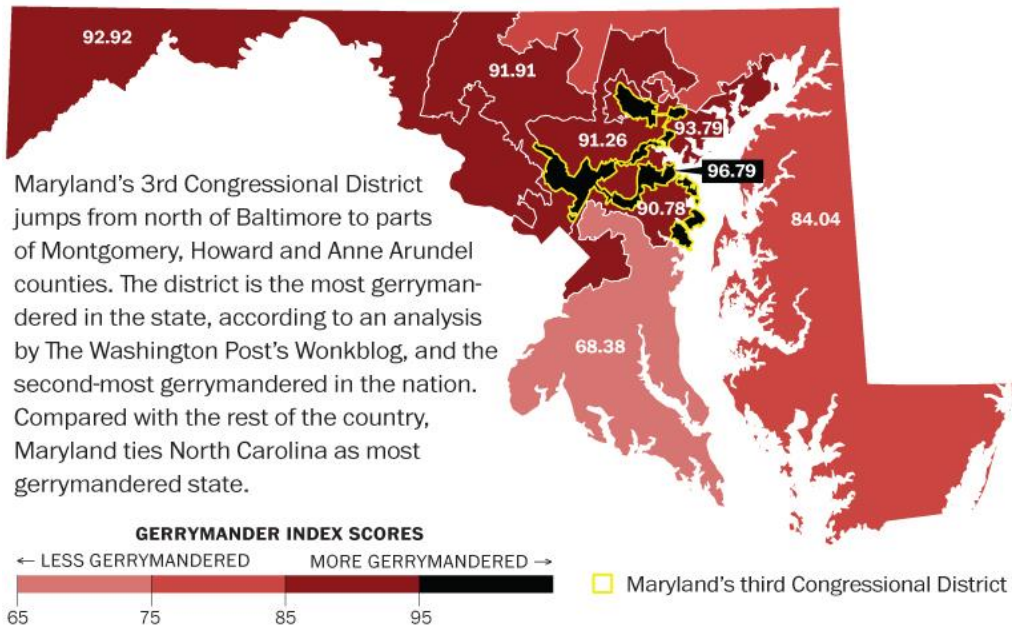 92.92
91.91
91.26
93.79
96.79
90.78
84.04
68.38
Maryland's 3rd Congressional District
jumps from north of Baltimore to parts
of Montgomery, Howard and Anne Arundel
counties. The district is the most gerryman-
dered in the state, according to an analysis
by The Washington Post's Wonkblog, and the
second-most gerrymandered in the nation.
Compared with the rest of the country,
Maryland ties North Carolina as most
gerrymandered state.
GERRYMANDER INDEX SCORES
← LESS GERRYMANDERED MORE GERRYMANDERED →
65 75 85 95
Maryland's third Congressional District